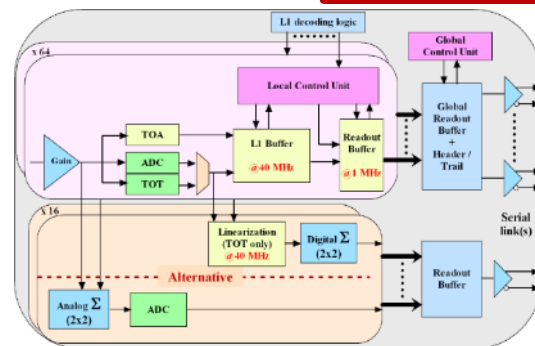 L1 decoding logic
x 64
Global
Control Unit
Local Control Unit
Gain
TOA
ADC
TOT
L1 Buffer
@40 MHz
Readout
Buffer
@1 MHz
Global
Readout
Buffer
+
Header /
Trail
Serial
link(s)
x 16
Linearization
(TOT only)
@40 MHz
Digital Σ
(2x2)
Alternative
Analog Σ
(2x2)
ADC
Readout
Buffer